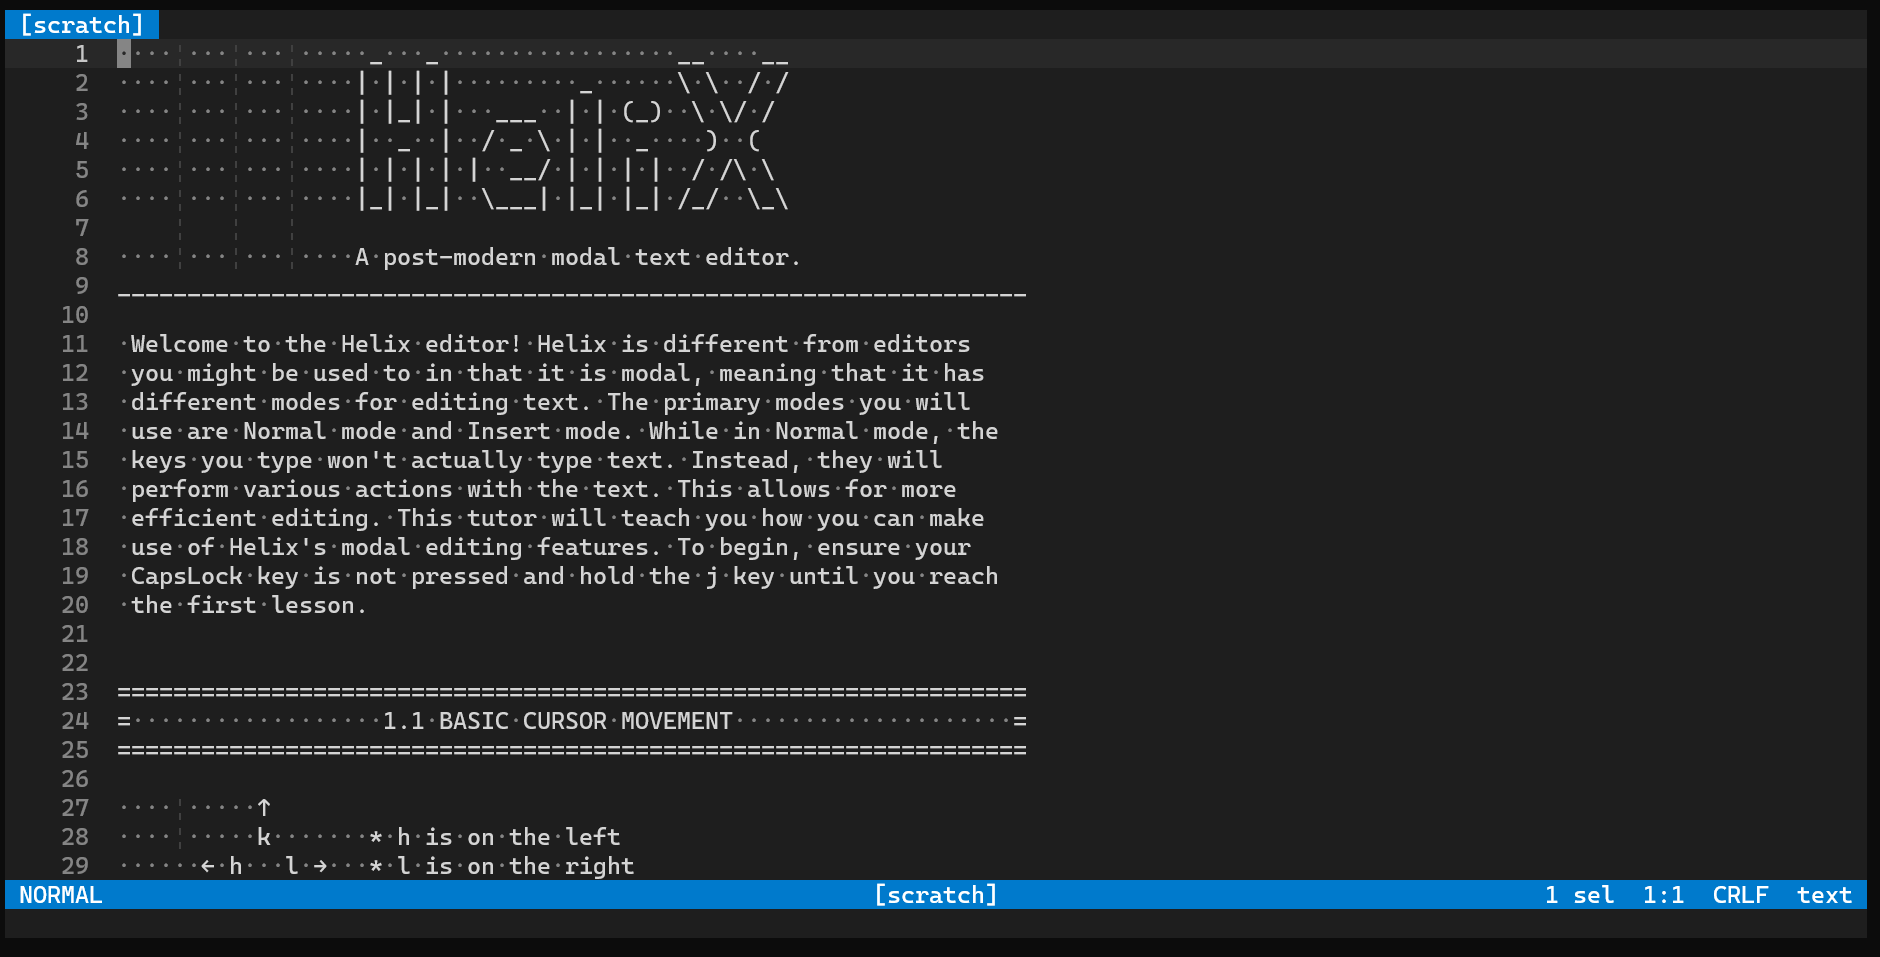 [scratch]
1                   _   _                 __    __
2                  | | | |         _      \ \  / /
3                  | |_| |   ___  | | (_)  \ \/ /
4                  |  _  |  / _ \ | |  _    )  (
5                  | | | | |  __/ | | | |  / /\ \
6                  |_| |_|  \___| |_| |_| /_/  \_\
7
8                  A post-modern modal text editor.
9 _________________________________________________________________
10
11  Welcome to the Helix editor! Helix is different from editors
12  you might be used to in that it is modal, meaning that it has
13  different modes for editing text. The primary modes you will
14  use are Normal mode and Insert mode. While in Normal mode, the
15  keys you type won't actually type text. Instead, they will
16  perform various actions with the text. This allows for more
17  efficient editing. This tutor will teach you how you can make
18  use of Helix's modal editing features. To begin, ensure your
19  CapsLock key is not pressed and hold the j key until you reach
20  the first lesson.
21
22
23 =================================================================
24 =                  1.1 BASIC CURSOR MOVEMENT                    =
25 =================================================================
26
27           ↑
28           k       * h is on the left
29       ← h   l →   * l is on the right
NORMAL [scratch] 1 sel 1:1 CRLF text